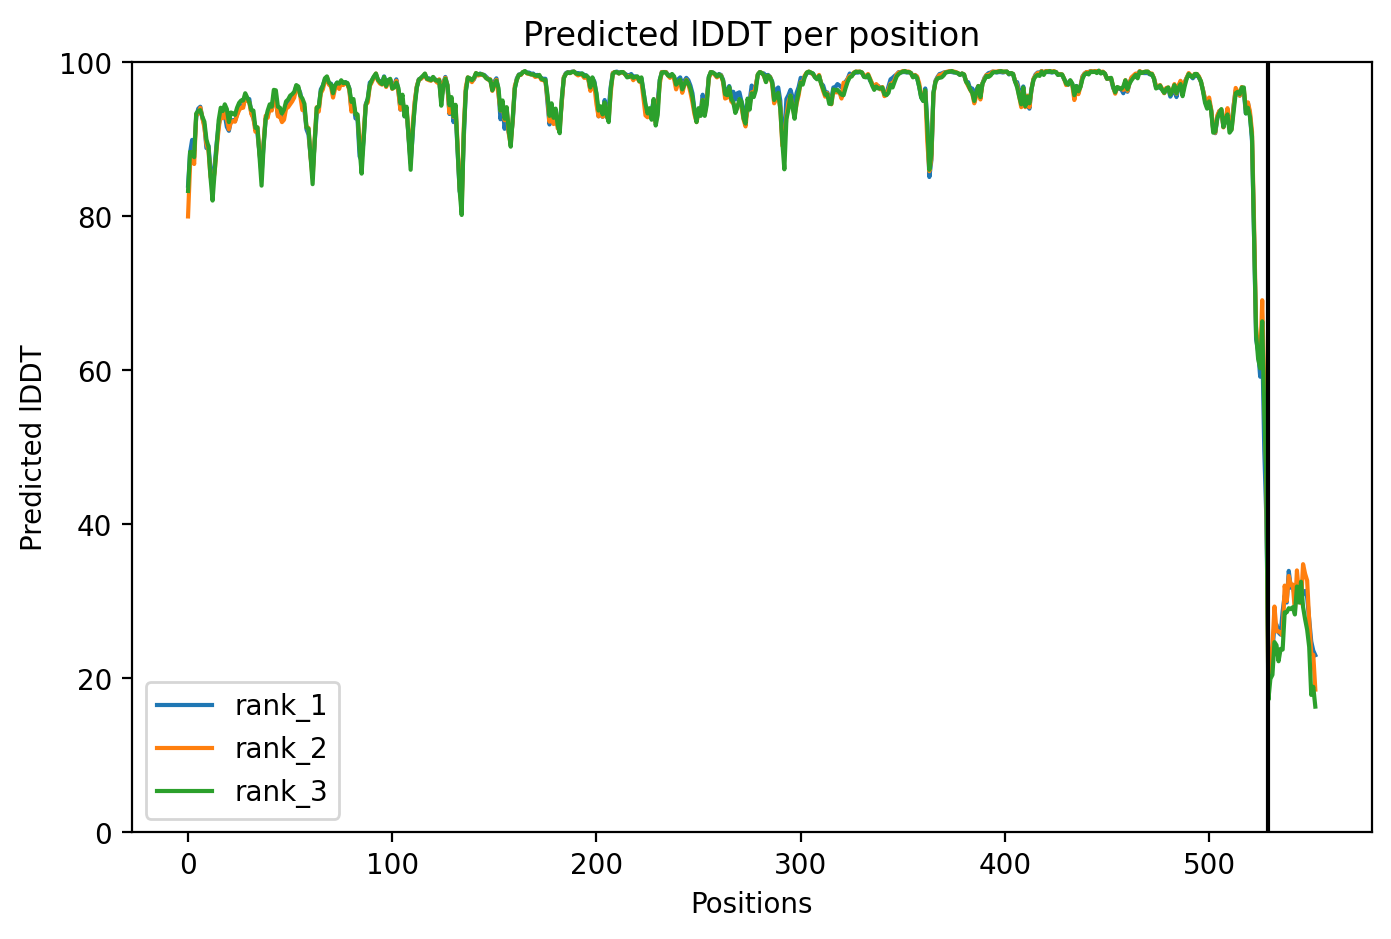 Predicted lDDT per position
100
80
60
40
20
0
Predicted lDDT
0 100 200 300 400 500
Positions
rank_1
rank_2
rank_3